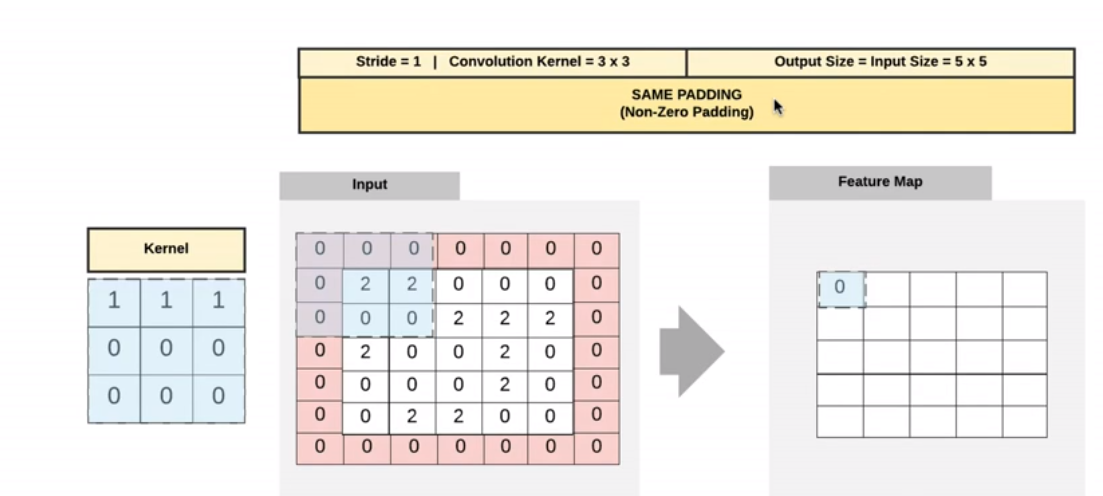 Stride = 1 | Convolution Kernel = 3 x 3
Output Size = Input Size = 5 x 5
SAME PADDING
(Non-Zero Padding)
Input
Feature Map
Kernel
1 1 1
0 0 0
0 0 0
0 0 0 0 0 0 0
0 2 2 0 0 0 0
0 0 0 2 2 2 0
0 2 0 0 2 0 0
0 0 0 0 2 0 0
0 0 2 2 0 0 0
0 0 0 0 0 0 0
0